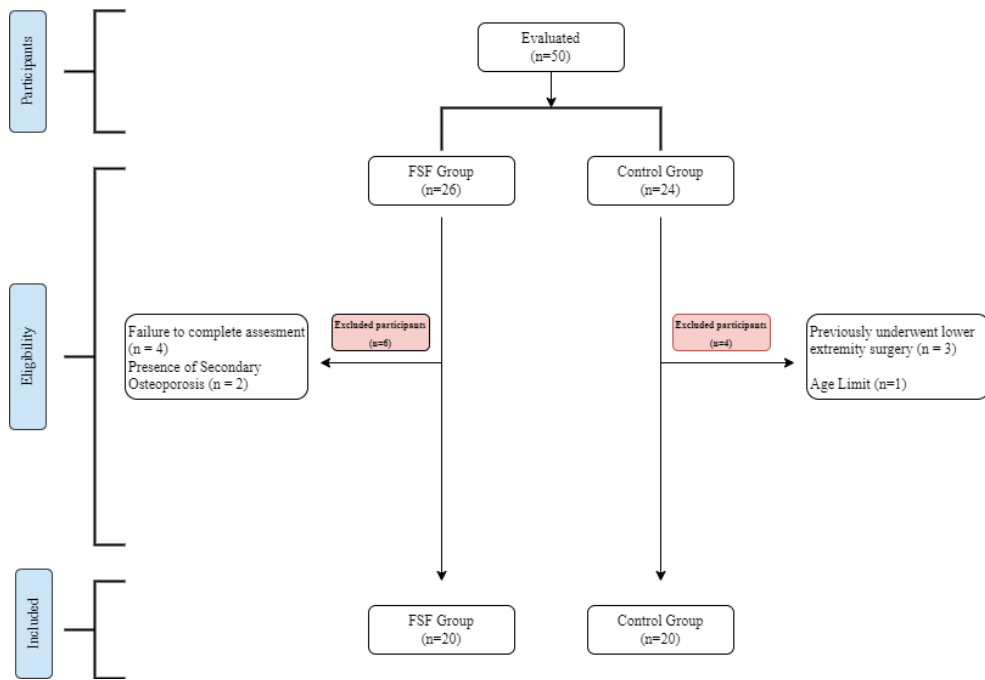 Participants
Evaluated
(n=50)
FSF Group
(n=26)
Control Group
(n=24)
Eligibility
Failure to complete assesment
(n = 4)
Presence of Secondary
Osteoporosis (n = 2)
Excluded participants
(n=6)
Excluded participants
(n=4)
Previously underwent lower
extremity surgery (n = 3)
Age Limit (n=1)
Included
FSF Group
(n=20)
Control Group
(n=20)